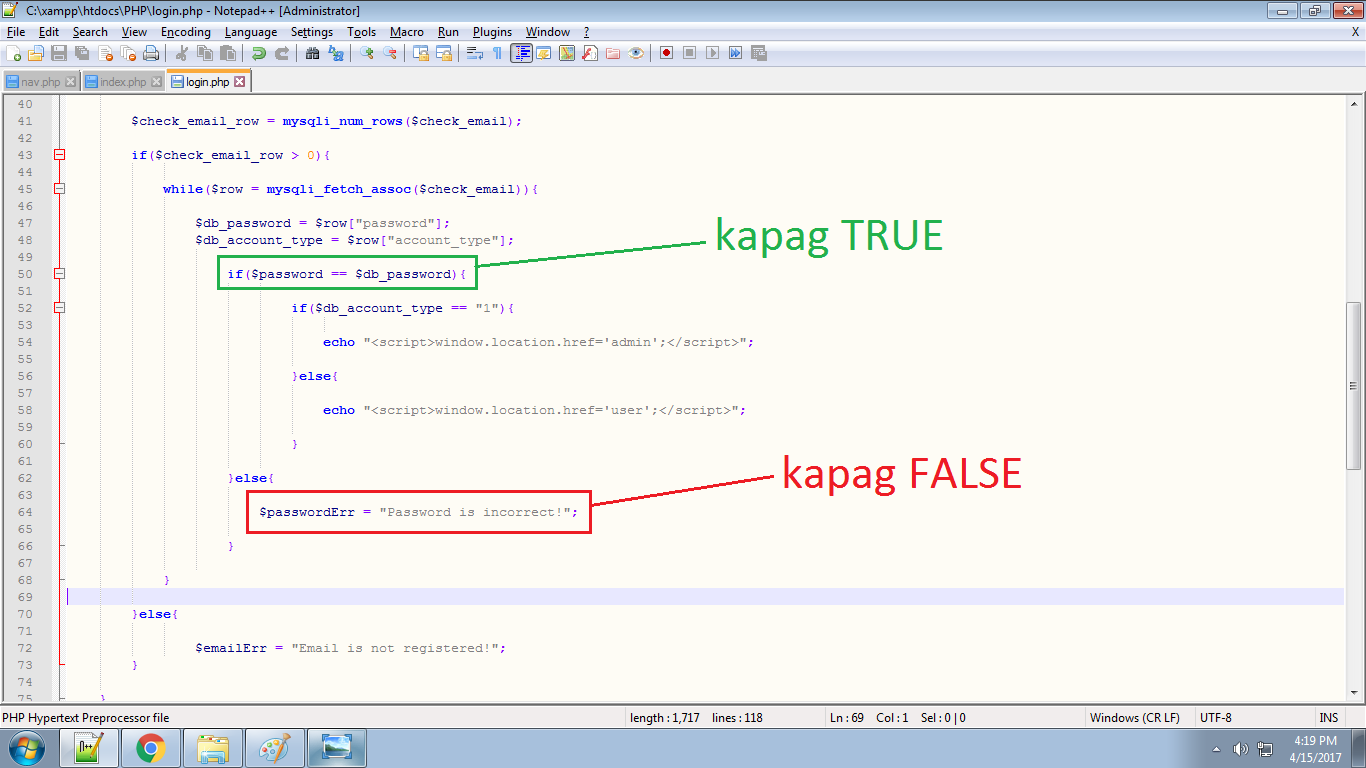 C:\xampp\htdocs\PHP\login.php - Notepad++ [Administrator]
File Edit Search View Encoding Language Settings Tools Macro Run Plugins Window ? X
nav.php index.php login.php
40
41 $check_email_row = mysqli_num_rows($check_email);
42
43 if($check_email_row > 0){
44
45 while($row = mysqli_fetch_assoc($check_email)){
46
47 $db_password = $row["password"];
48 $db_account_type = $row["account_type"];
49
kapag TRUE
50 if($password == $db_password){
51
52 if($db_account_type == "1"){
53
54 echo "<script>window.location.href='admin';</script>";
55
56 }else{
57
58 echo "<script>window.location.href='user';</script>";
59
60 }
61
kapag FALSE
62 }else{
63
64 $passwordErr = "Password is incorrect!";
65
66 }
67
68 }
69
70 }else{
71
72 $emailErr = "Email is not registered!";
73 }
74
75 }
PHP Hypertext Preprocessor file length : 1,717 lines : 118 Ln : 69 Col : 1 Sel : 0 | 0 Windows (CR LF) UTF-8 INS
4:19 PM
4/15/2017